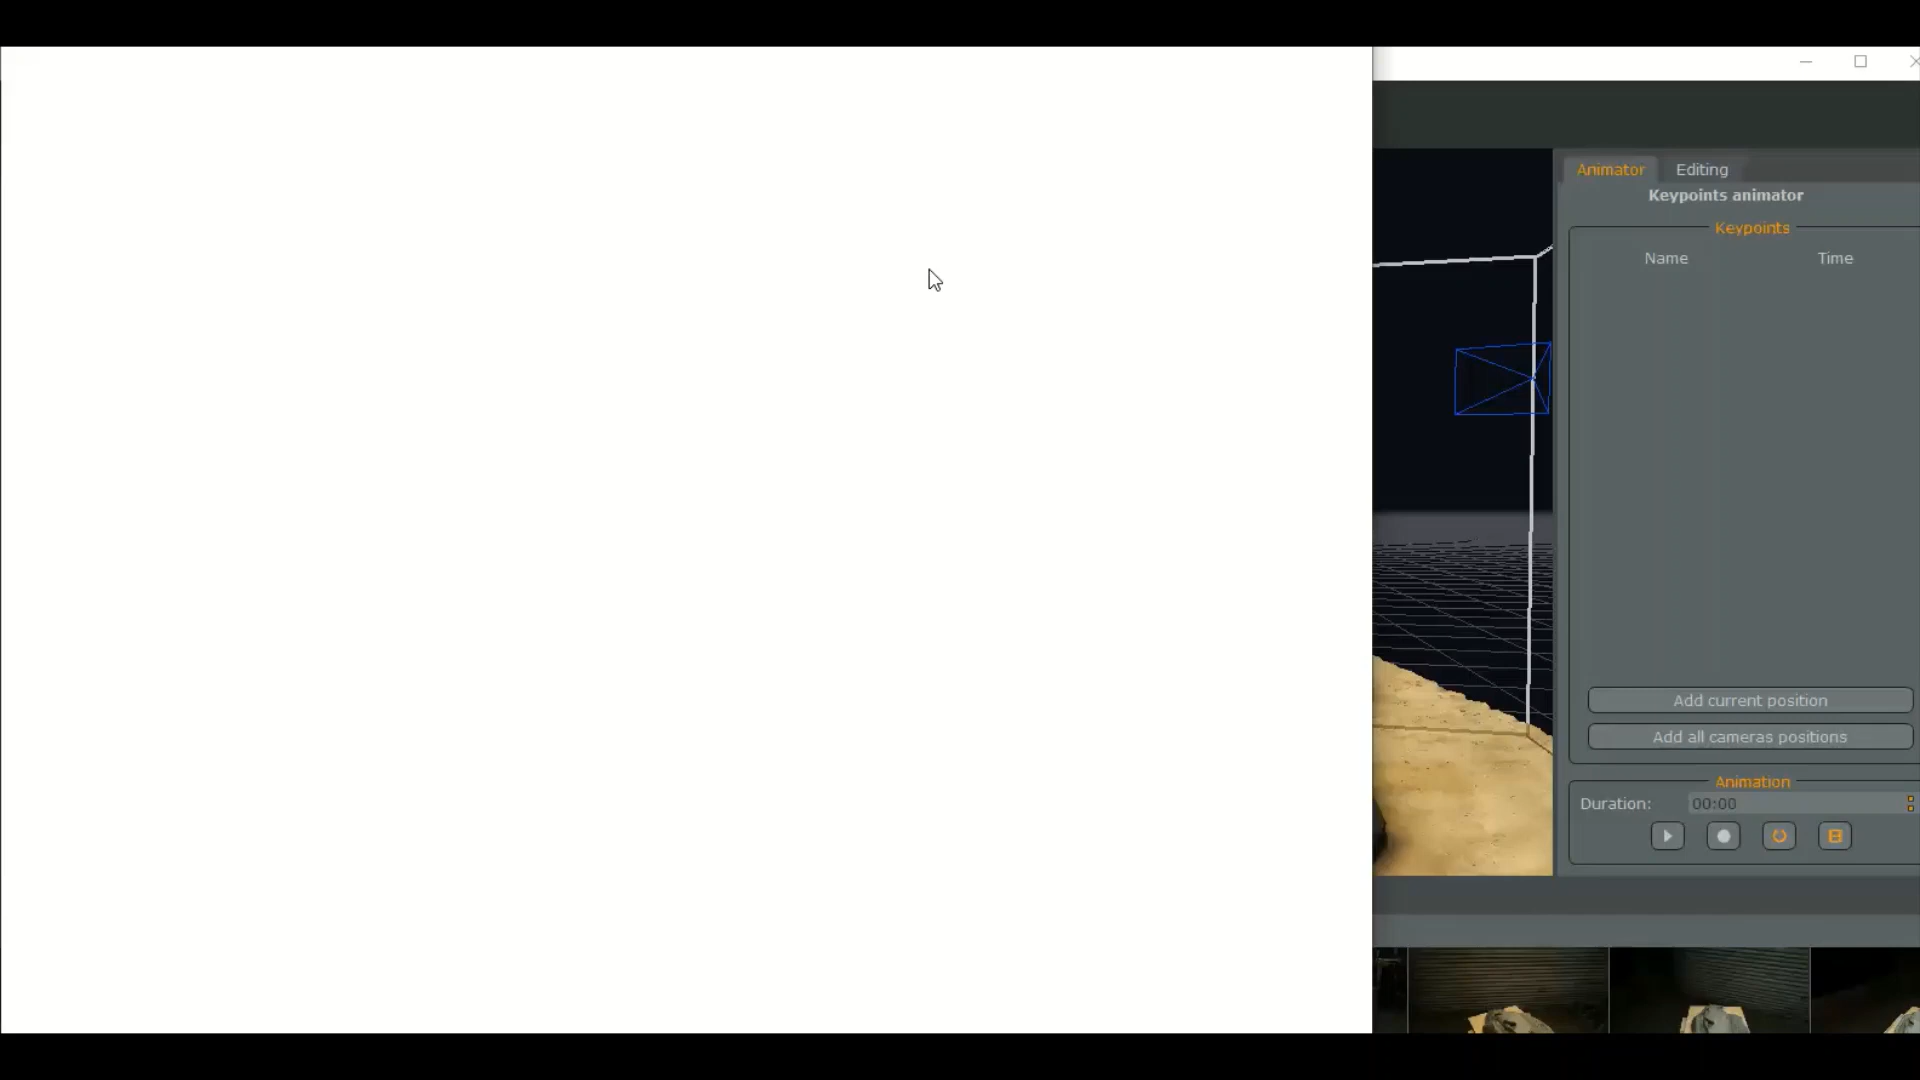 Animator Editing
Keypoints animator
Keypoints
Name Time
Add current position
Add all cameras positions
Animation
Duration: 00:00